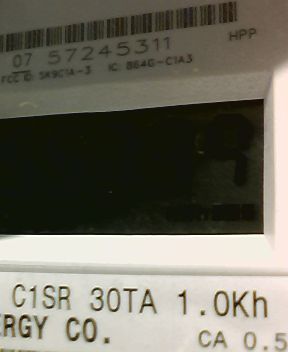 07 57245311
HPP
FCC ID: SK9C1A-3 IC: 864G-C1A3
C1SR 30TA 1.0Kh
ERGY CO.
CA 0.5